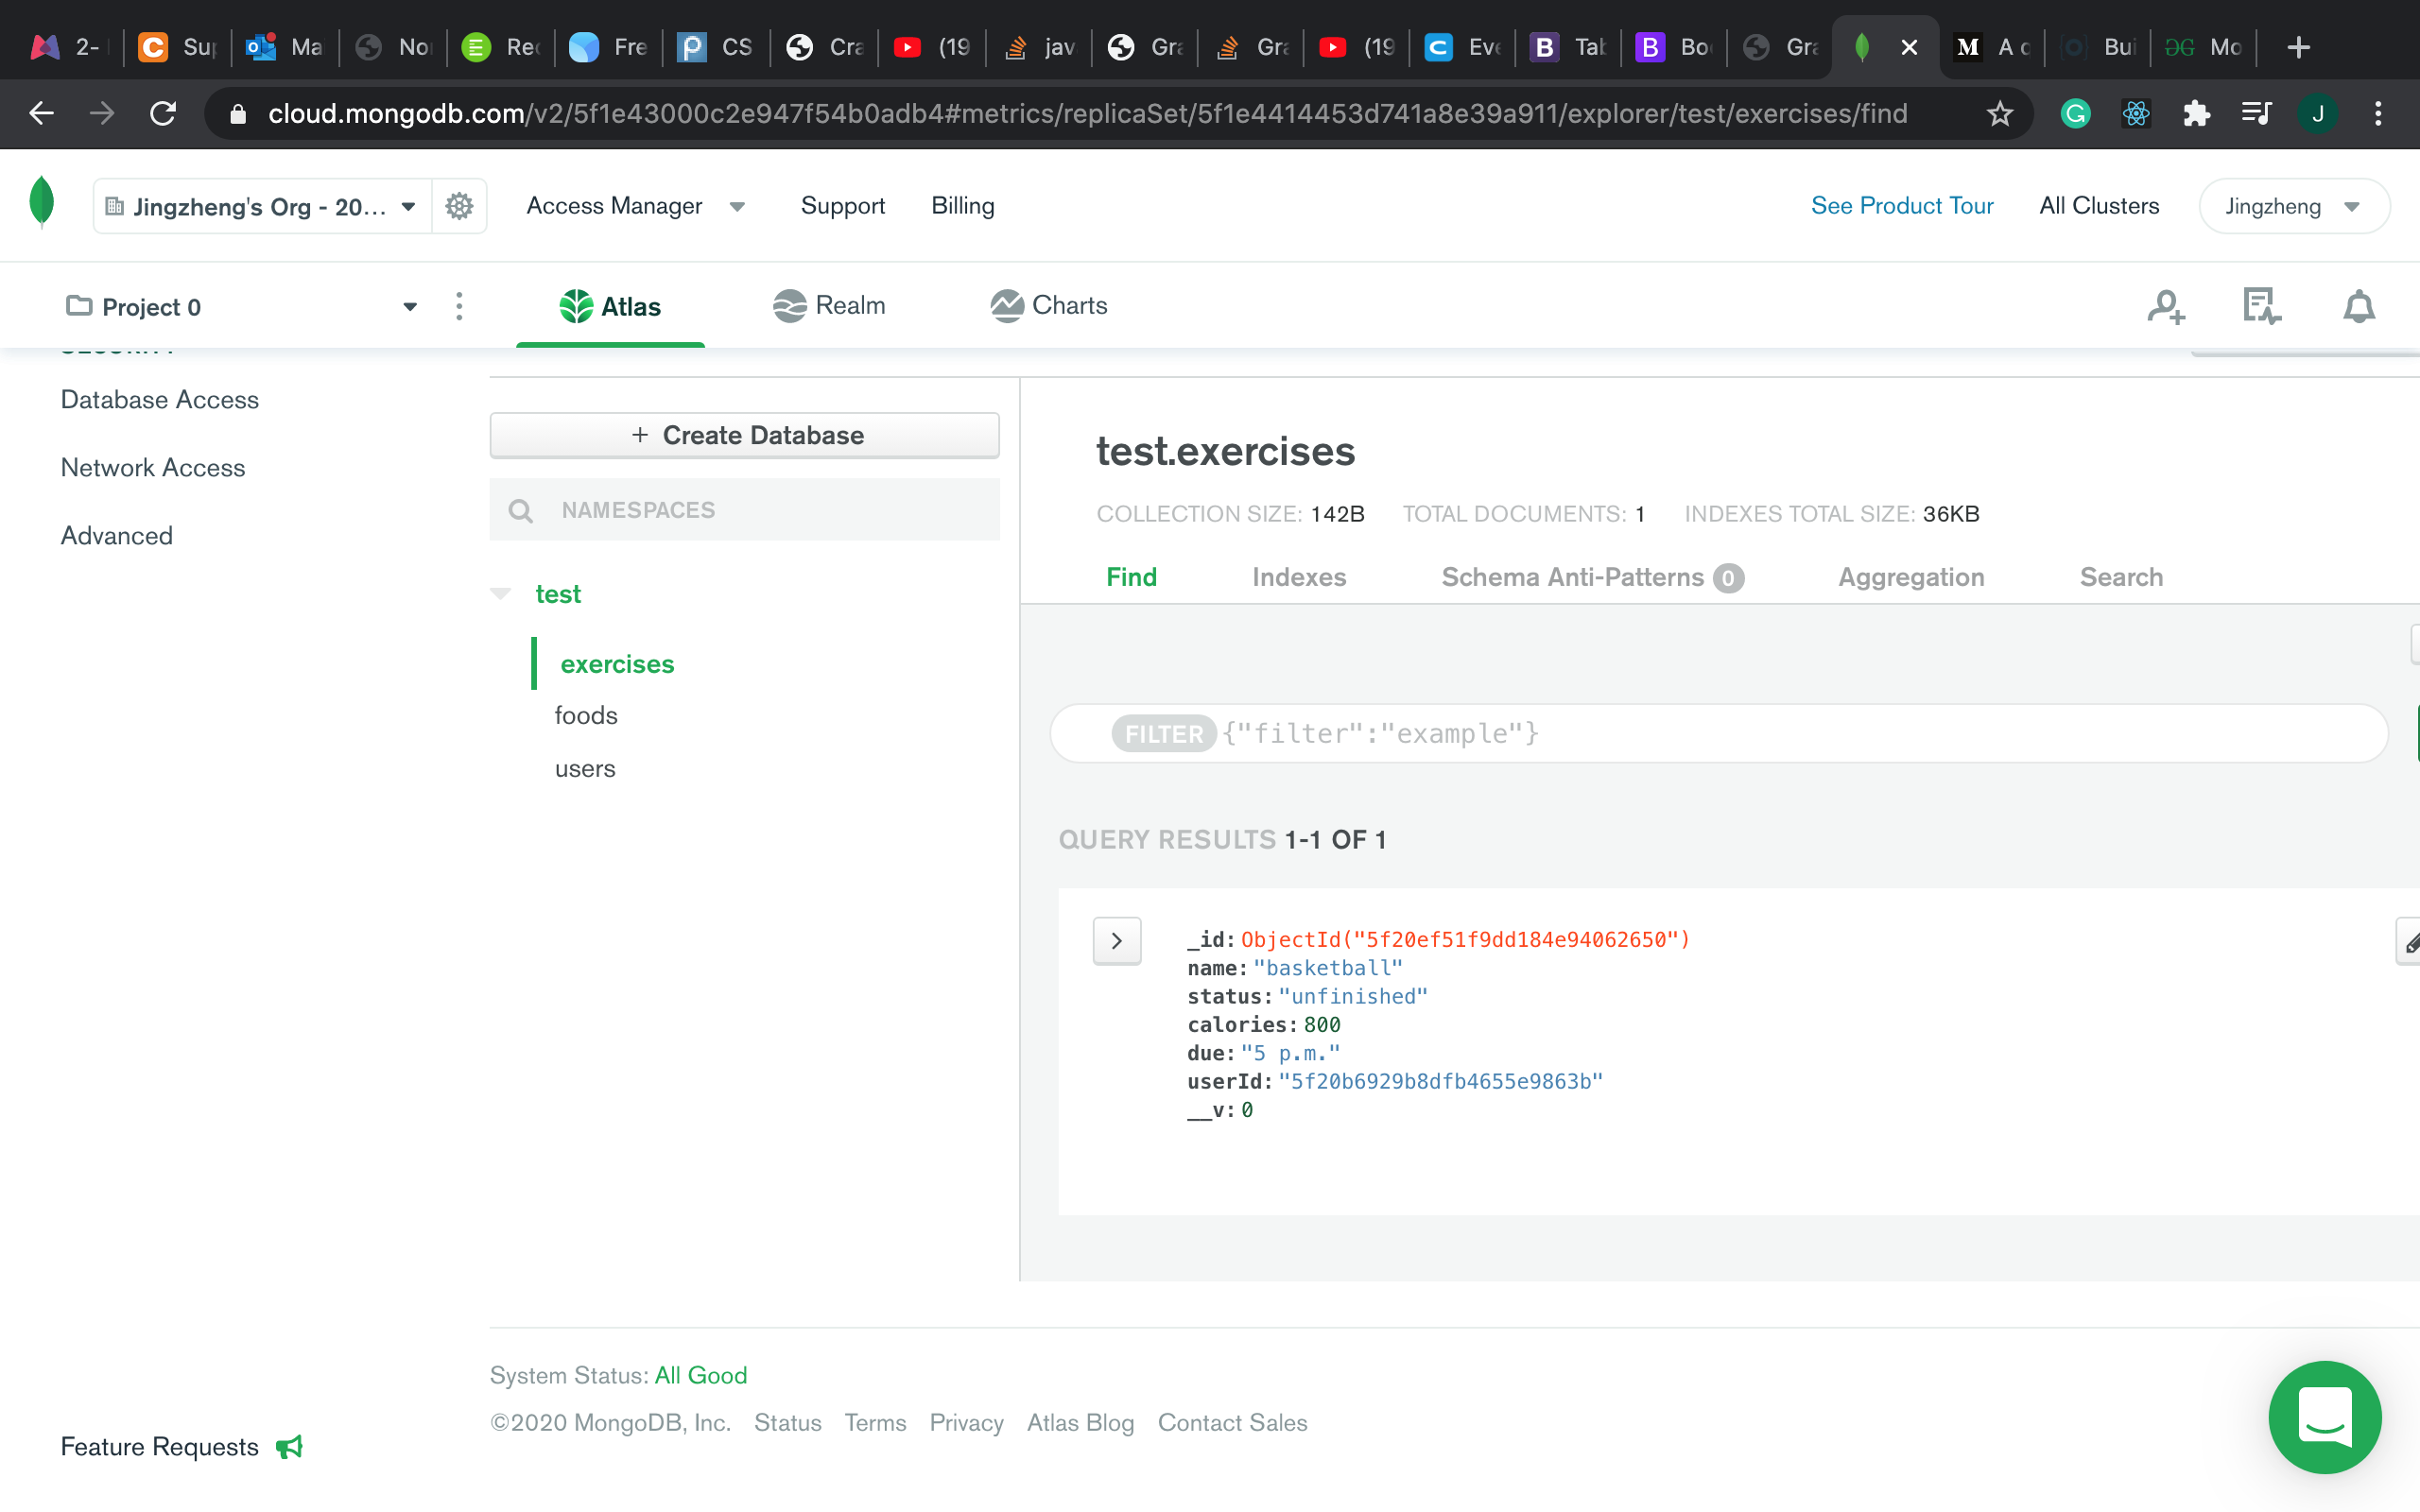 2- Sup Ma No Rec Fre CS Cra (19 jav Gra Gra (19 Eve Tab Boo Gra A c Bui Mo
cloud.mongodb.com/v2/5f1e43000c2e947f54b0adb4#metrics/replicaSet/5f1e4414453d741a8e39a911/explorer/test/exercises/find J
Jingzheng's Org - 20... Access Manager Support Billing See Product Tour All Clusters Jingzheng
Project 0 Atlas Realm Charts
SECURITY
Database Access
Network Access
Advanced
Feature Requests
+ Create Database
NAMESPACES
test
exercises
foods
users
test.exercises
COLLECTION SIZE: 142B TOTAL DOCUMENTS: 1 INDEXES TOTAL SIZE: 36KB
Find Indexes Schema Anti-Patterns 0 Aggregation Search
FILTER {"filter":"example"}
QUERY RESULTS 1-1 OF 1
_id: ObjectId("5f20ef51f9dd184e94062650")
name: "basketball"
status: "unfinished"
calories: 800
due: "5 p.m."
userId: "5f20b6929b8dfb4655e9863b"
__v: 0
System Status: All Good
©2020 MongoDB, Inc. Status Terms Privacy Atlas Blog Contact Sales